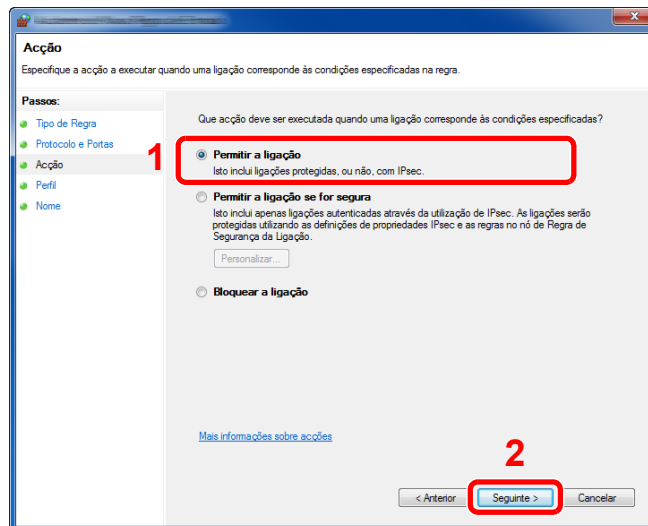 Acção
Especifique a acção a executar quando uma ligação corresponde às condições especificadas na regra.
Passos:
Tipo de Regra
Protocolo e Portas
Acção
Perfil
Nome
Que acção deve ser executada quando uma ligação corresponde às condições especificadas?
1
Permitir a ligação
Isto inclui ligações protegidas, ou não, com IPsec.
Permitir a ligação se for segura
Isto inclui apenas ligações autenticadas através da utilização de IPsec. As ligações serão
protegidas utilizando as definições de propriedades IPsec e as regras no nó de Regra de
Segurança da Ligação.
Personalizar...
Bloquear a ligação
Mais informações sobre acções
2
< Anterior
Seguinte >
Cancelar